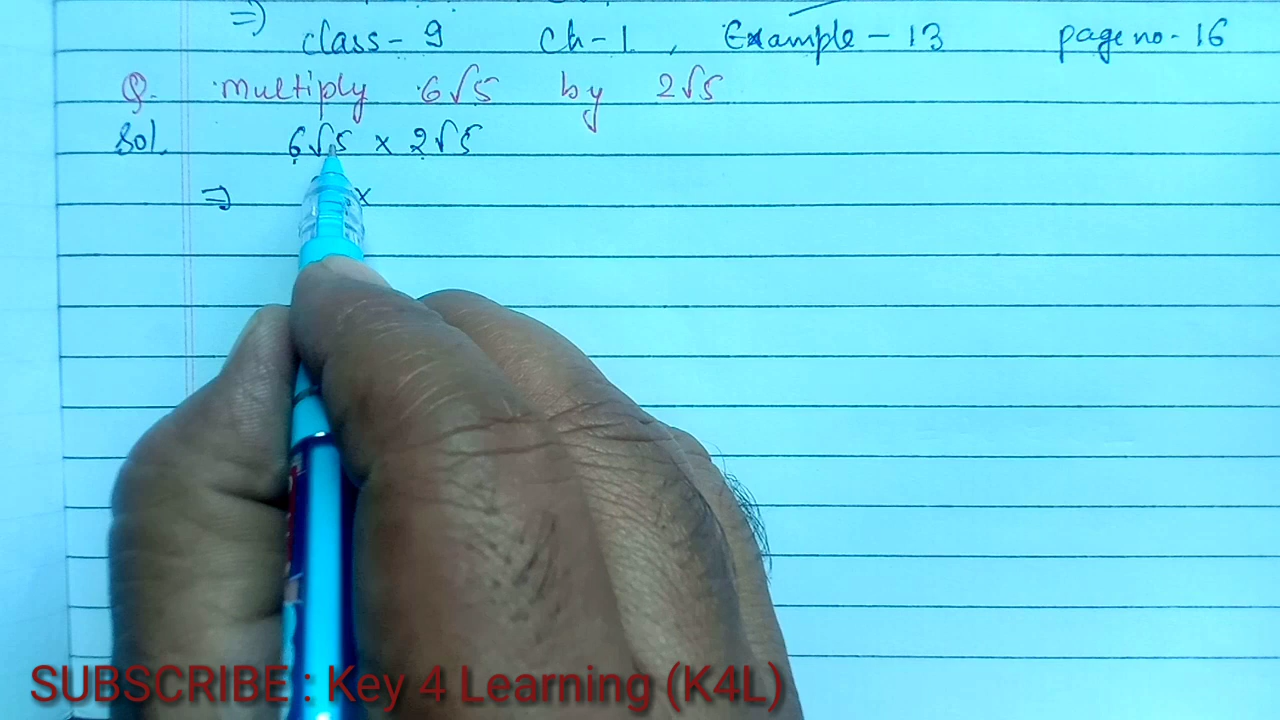 ⇒ class - 9 Ch - 1, Example - 13 page no - 16
Q. Multiply 6√5 by 2√5
Sol. 6√5 × 2√5
⇒ ×
SUBSCRIBE : Key 4 Learning (K4L)